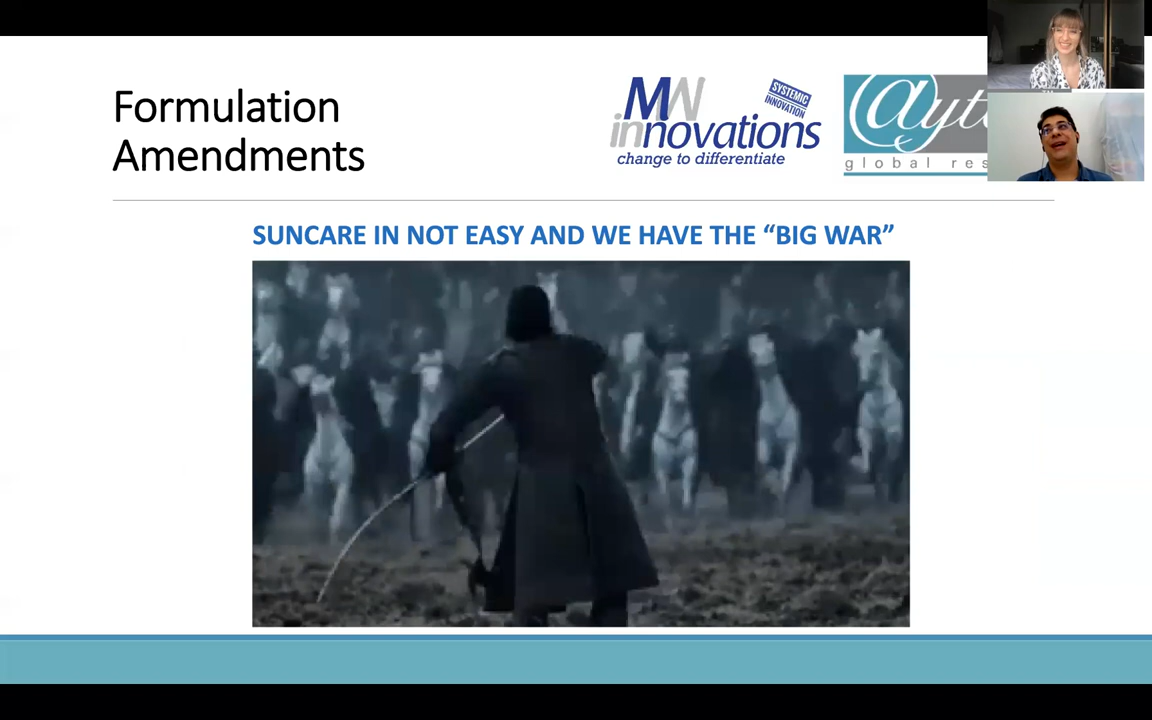 Formulation
Amendments
MW
innovations
change to differentiate
SYSTEMIC
INNOVATION
SUNCARE IN NOT EASY AND WE HAVE THE “BIG WAR”
global